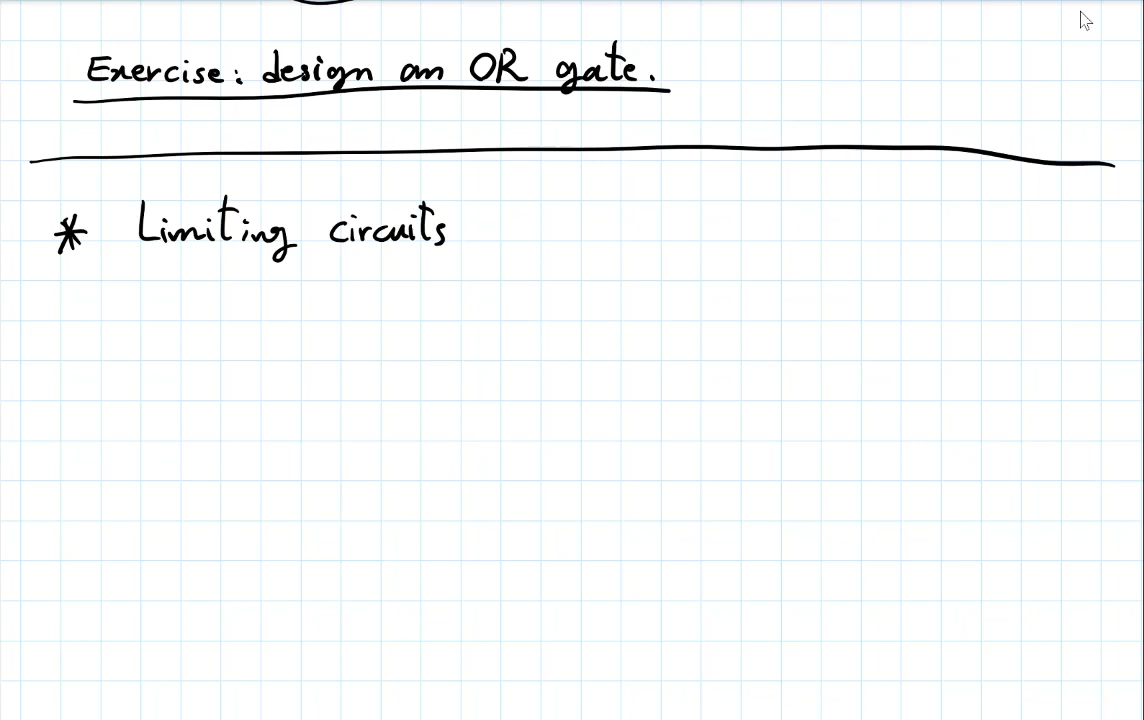 Exercise: design an OR gate.
* Limiting circuits